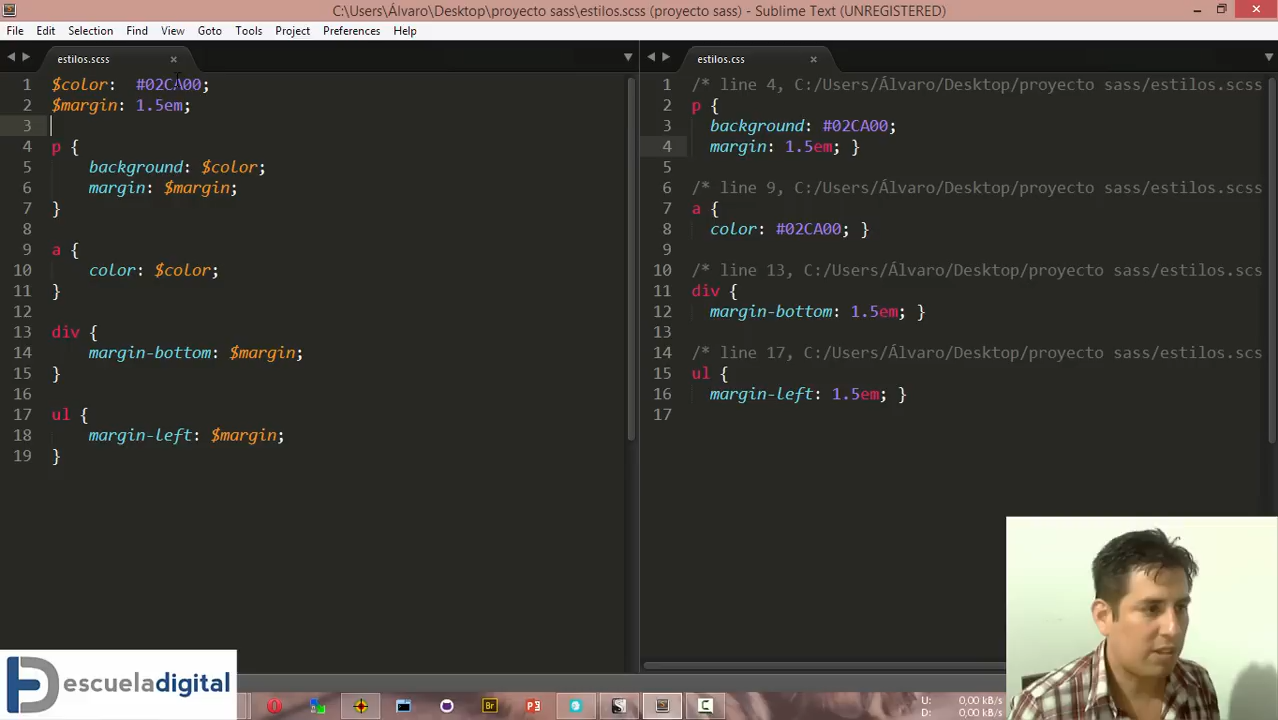 C:\Users\Álvaro\Desktop\proyecto sass\estilos.scss (proyecto sass) - Sublime Text (UNREGISTERED)
File Edit Selection Find View Goto Tools Project Preferences Help
estilos.scss
1 $color:  #02CA00;
2 $margin: 1.5em;
3
4 p {
5 background: $color;
6 margin: $margin;
7 }
8
9 a {
10 color: $color;
11 }
12
13 div {
14 margin-bottom: $margin;
15 }
16
17 ul {
18 margin-left: $margin;
19 }
estilos.css
1 /* line 4, C:/Users/Álvaro/Desktop/proyecto sass/estilos.scss
2 p {
3 background: #02CA00;
4 margin: 1.5em; }
5
6 /* line 9, C:/Users/Álvaro/Desktop/proyecto sass/estilos.scss
7 a {
8 color: #02CA00; }
9
10 /* line 13, C:/Users/Álvaro/Desktop/proyecto sass/estilos.scs
11 div {
12 margin-bottom: 1.5em; }
13
14 /* line 17, C:/Users/Álvaro/Desktop/proyecto sass/estilos.scs
15 ul {
16 margin-left: 1.5em; }
17
D escueladigital
Br
U: 0,00 kB/s
D: 0,00 kB/s